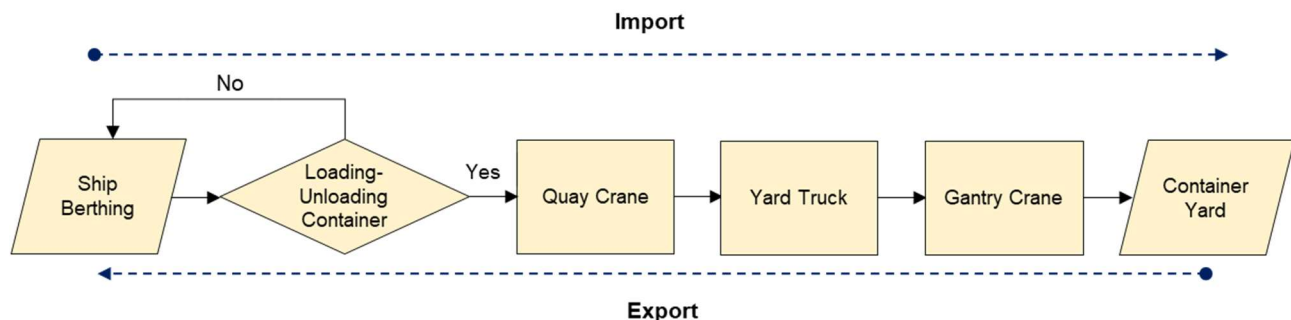 Import
No
Ship
Berthing
Loading-
Unloading
Container
Yes
Quay Crane
Yard Truck
Gantry Crane
Container
Yard
Export